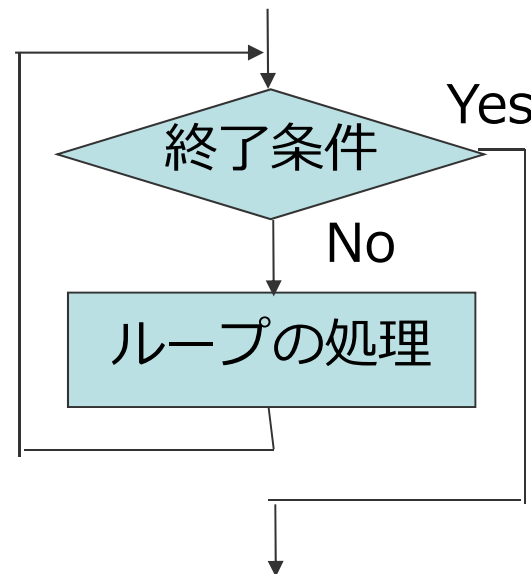 Yes
終了条件
No
ループの処理